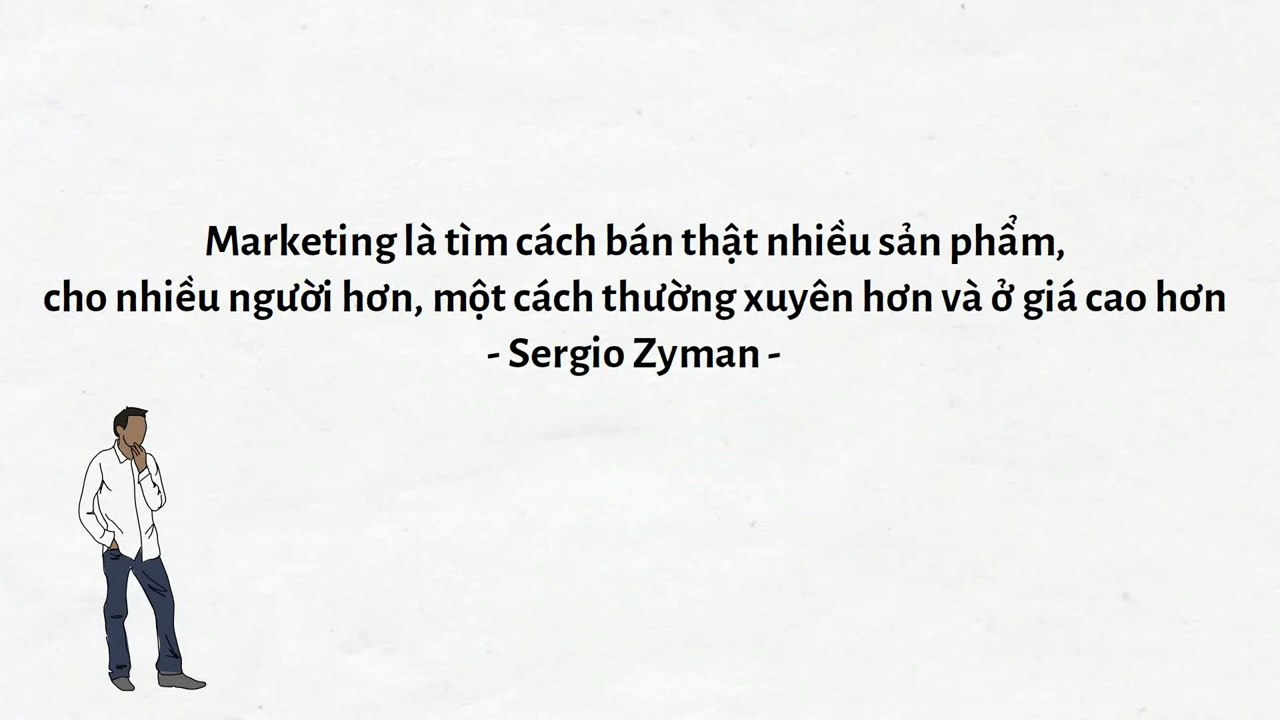 Marketing là tìm cách bán thật nhiều sản phẩm,
cho nhiều người hơn, một cách thường xuyên hơn và ở giá cao hơn
- Sergio Zyman -